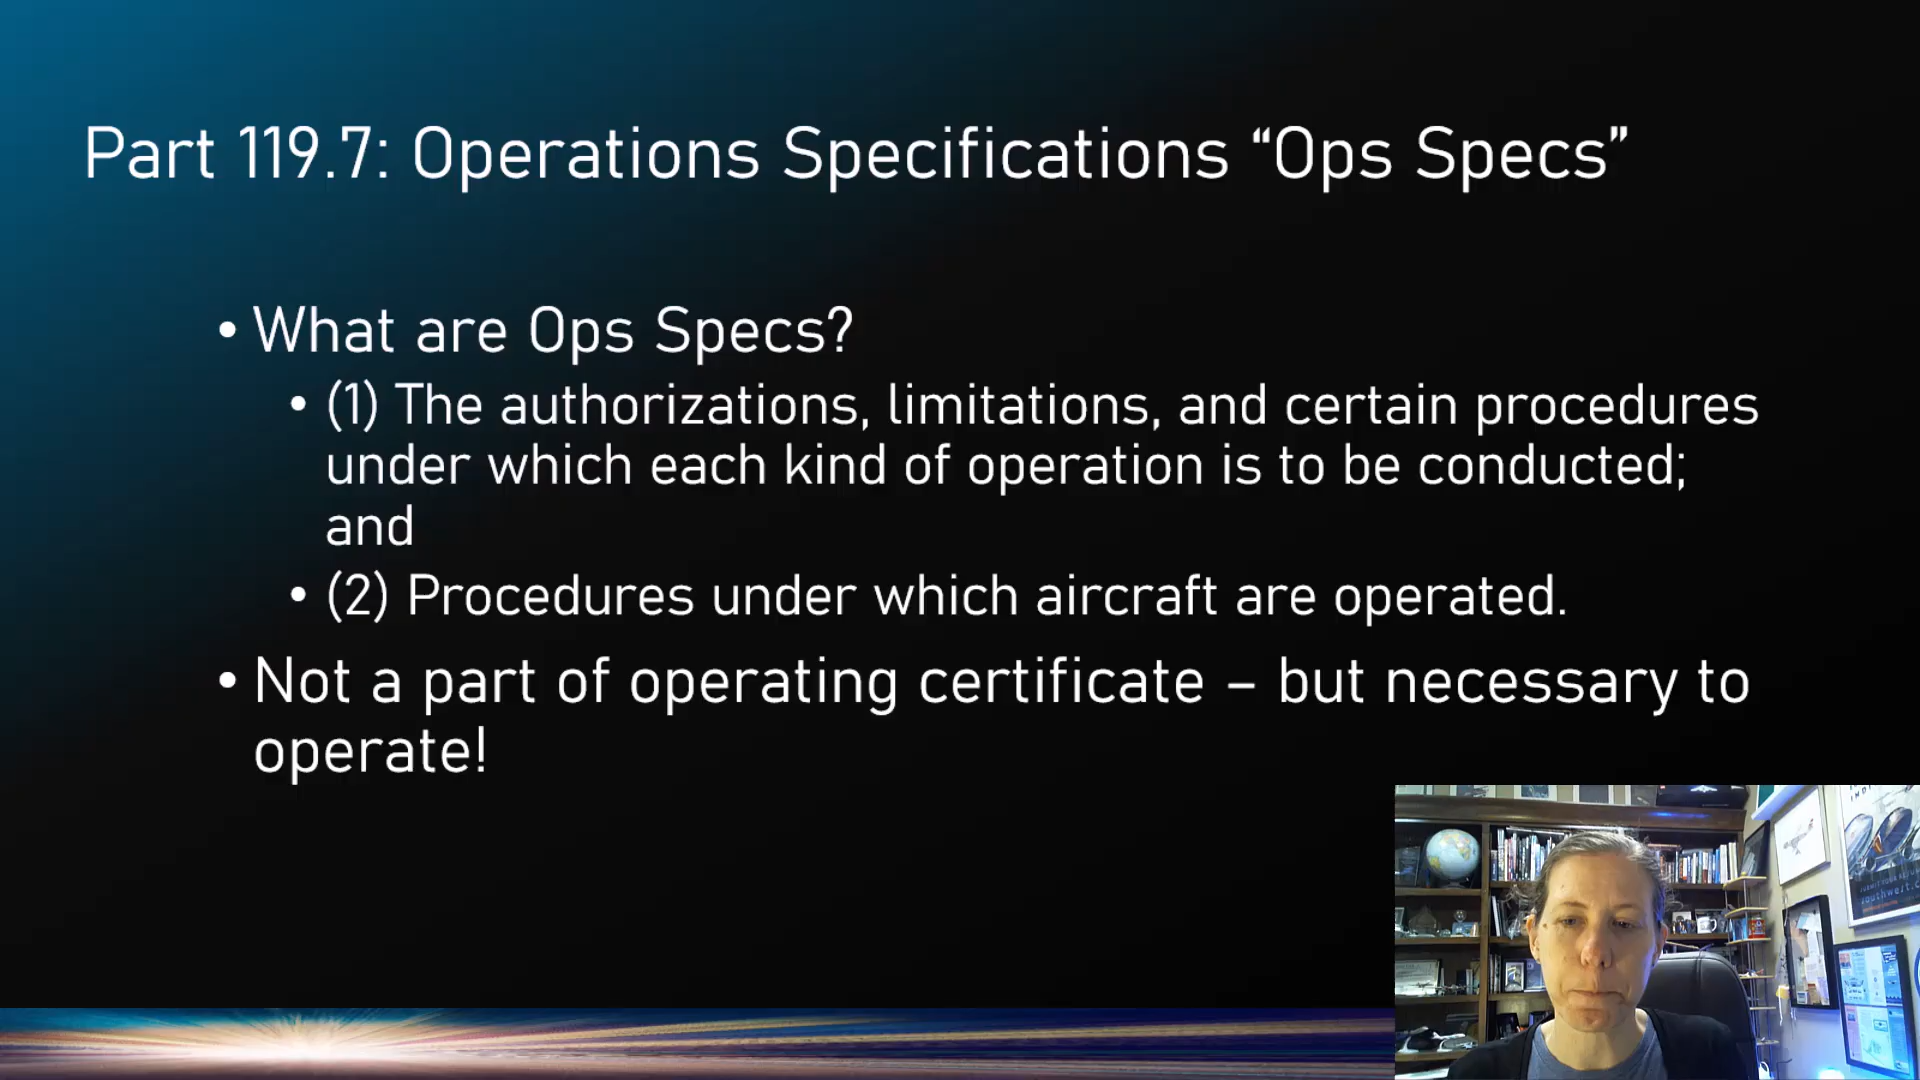 Part 119.7: Operations Specifications “Ops Specs”
• What are Ops Specs?
• (1) The authorizations, limitations, and certain procedures
under which each kind of operation is to be conducted;
and
• (2) Procedures under which aircraft are operated.
• Not a part of operating certificate – but necessary to
operate!